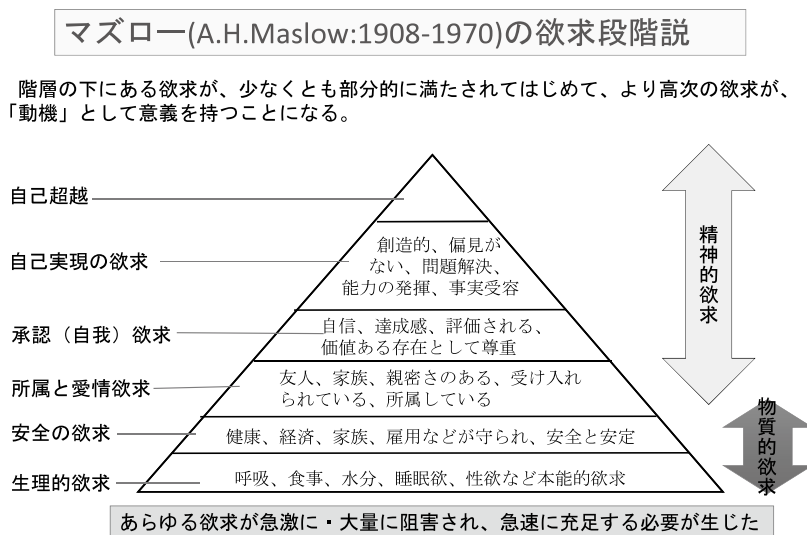 マズロー(A.H.Maslow:1908-1970)の欲求段階説
階層の下にある欲求が、少なくとも部分的に満たされてはじめて、より高次の欲求が、
「動機」として意義を持つことになる。
自己超越
自己実現の欲求
創造的、偏見が
ない、問題解決、
能力の発揮、事実受容
承認（自我）欲求
自信、達成感、評価される、
価値ある存在として尊重
所属と愛情欲求
友人、家族、親密さのある、受け入れ
られている、所属している
安全の欲求
健康、経済、家族、雇用などが守られ、安全と安定
生理的欲求
呼吸、食事、水分、睡眠欲、性欲など本能的欲求
精神的欲求
物質的欲求
あらゆる欲求が急激に・大量に阻害され、急速に充足する必要が生じた